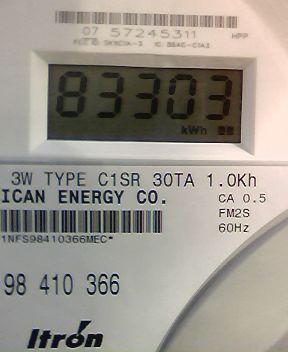 07 57245311 HPP
83303
kWh
3W TYPE C1SR 30TA 1.0Kh
ICAN ENERGY CO. CA 0.5
FM2S
1NFS98410366MEC* 60Hz
98 410 366
Itron